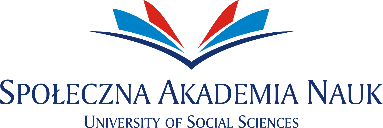 SPOŁECZNA AKADEMIA NAUK
UNIVERSITY OF SOCIAL SCIENCES